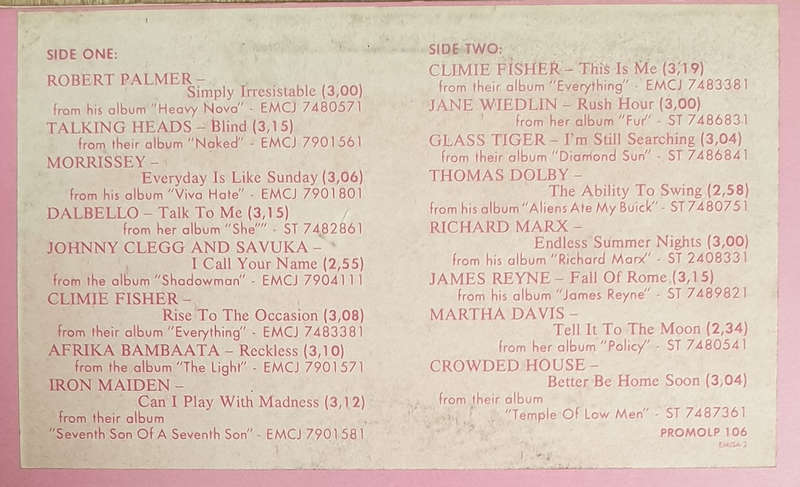 SIDE ONE:
ROBERT PALMER –
Simply Irresistable (3,00)
from his album "Heavy Nova" - EMCJ 7480571
TALKING HEADS – Blind (3,15)
from their album "Naked" - EMCJ 7901561
MORRISSEY –
Everyday Is Like Sunday (3,06)
from his album "Viva Hate" - EMCJ 7901801
DALBELLO – Talk To Me (3,15)
from her album "She"" - ST 7482861
JOHNNY CLEGG AND SAVUKA –
I Call Your Name (2,55)
from the album "Shadowman" - EMCJ 7904111
CLIMIE FISHER –
Rise To The Occasion (3,08)
from their album "Everything" - EMCJ 7483381
AFRIKA BAMBAATA – Reckless (3,10)
from the album "The Light" - EMCJ 7901571
IRON MAIDEN –
Can I Play With Madness (3,12)
from their album
"Seventh Son Of A Seventh Son" - EMCJ 7901581
SIDE TWO:
CLIMIE FISHER – This Is Me (3,19)
from their album "Everything" - EMCJ 7483381
JANE WIEDLIN – Rush Hour (3,00)
from her album "Fur" - ST 7486831
GLASS TIGER – I'm Still Searching (3,04)
from their album "Diamond Sun" - ST 7486841
THOMAS DOLBY –
The Ability To Swing (2,58)
from his album "Aliens Ate My Buick" - ST 7480751
RICHARD MARX –
Endless Summer Nights (3,00)
from his album "Richard Marx" - ST 2408331
JAMES REYNE – Fall Of Rome (3,15)
from his album "James Reyne" - ST 7489821
MARTHA DAVIS –
Tell It To The Moon (2,34)
from her album "Policy" - ST 7480541
CROWDED HOUSE –
Better Be Home Soon (3,04)
from their album
"Temple Of Low Men" - ST 7487361
PROMOLP 106